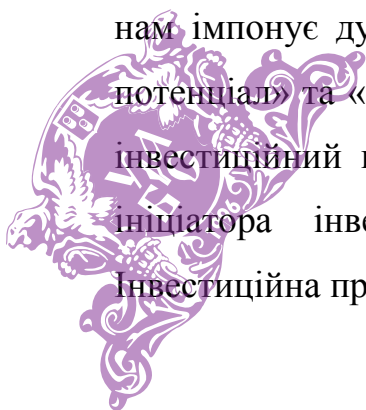 нам імпонує ду
потенціал» та «
інвестиційний
ініціатора інве
Інвестиційна пр